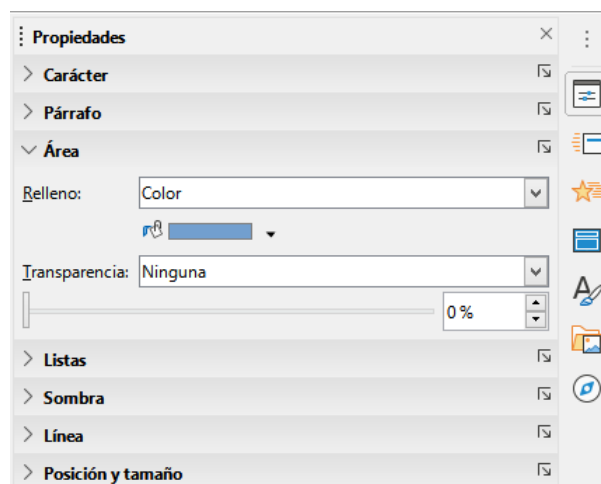 Propiedades
Carácter
Párrafo
Área
Relleno: Color
Transparencia: Ninguna
0 %
Listas
Sombra
Línea
Posición y tamaño